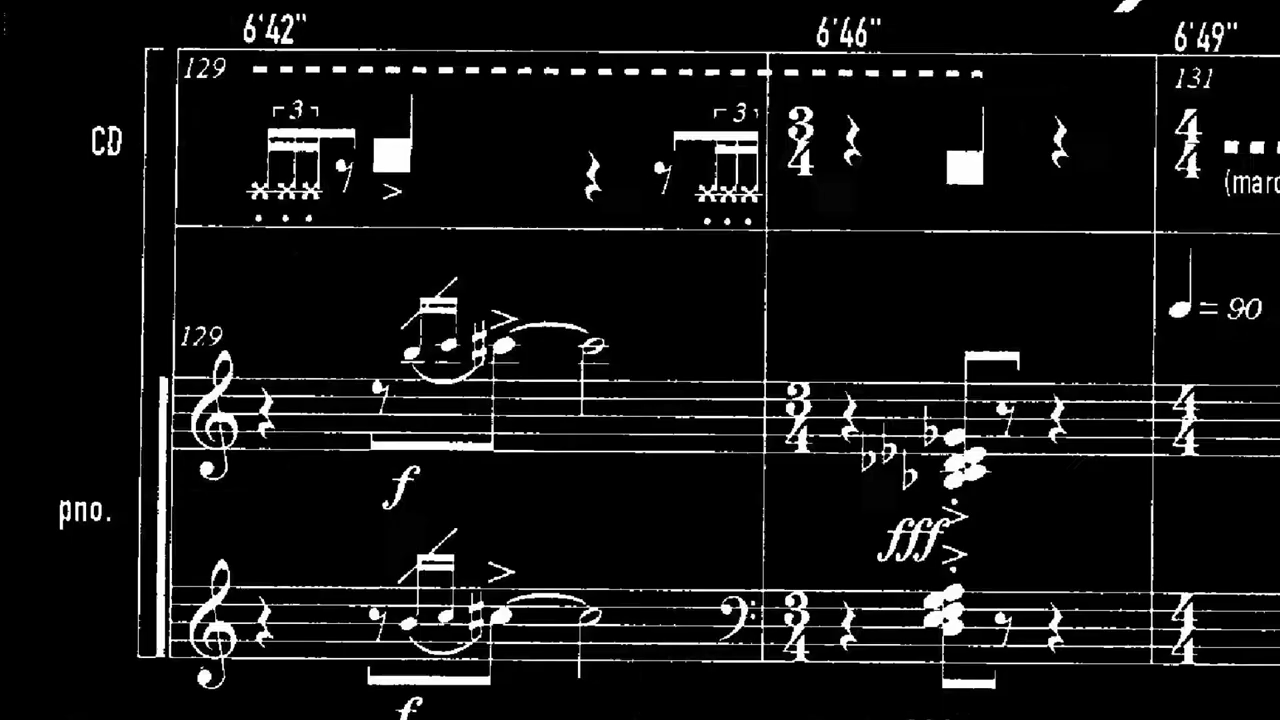 6'42" 6'46" 6'49"
129 131
3 3
CD 3 4 4 4
(marc
= 90
129
3 4 4 4
f
pno.
fff
3 4 4 4
f